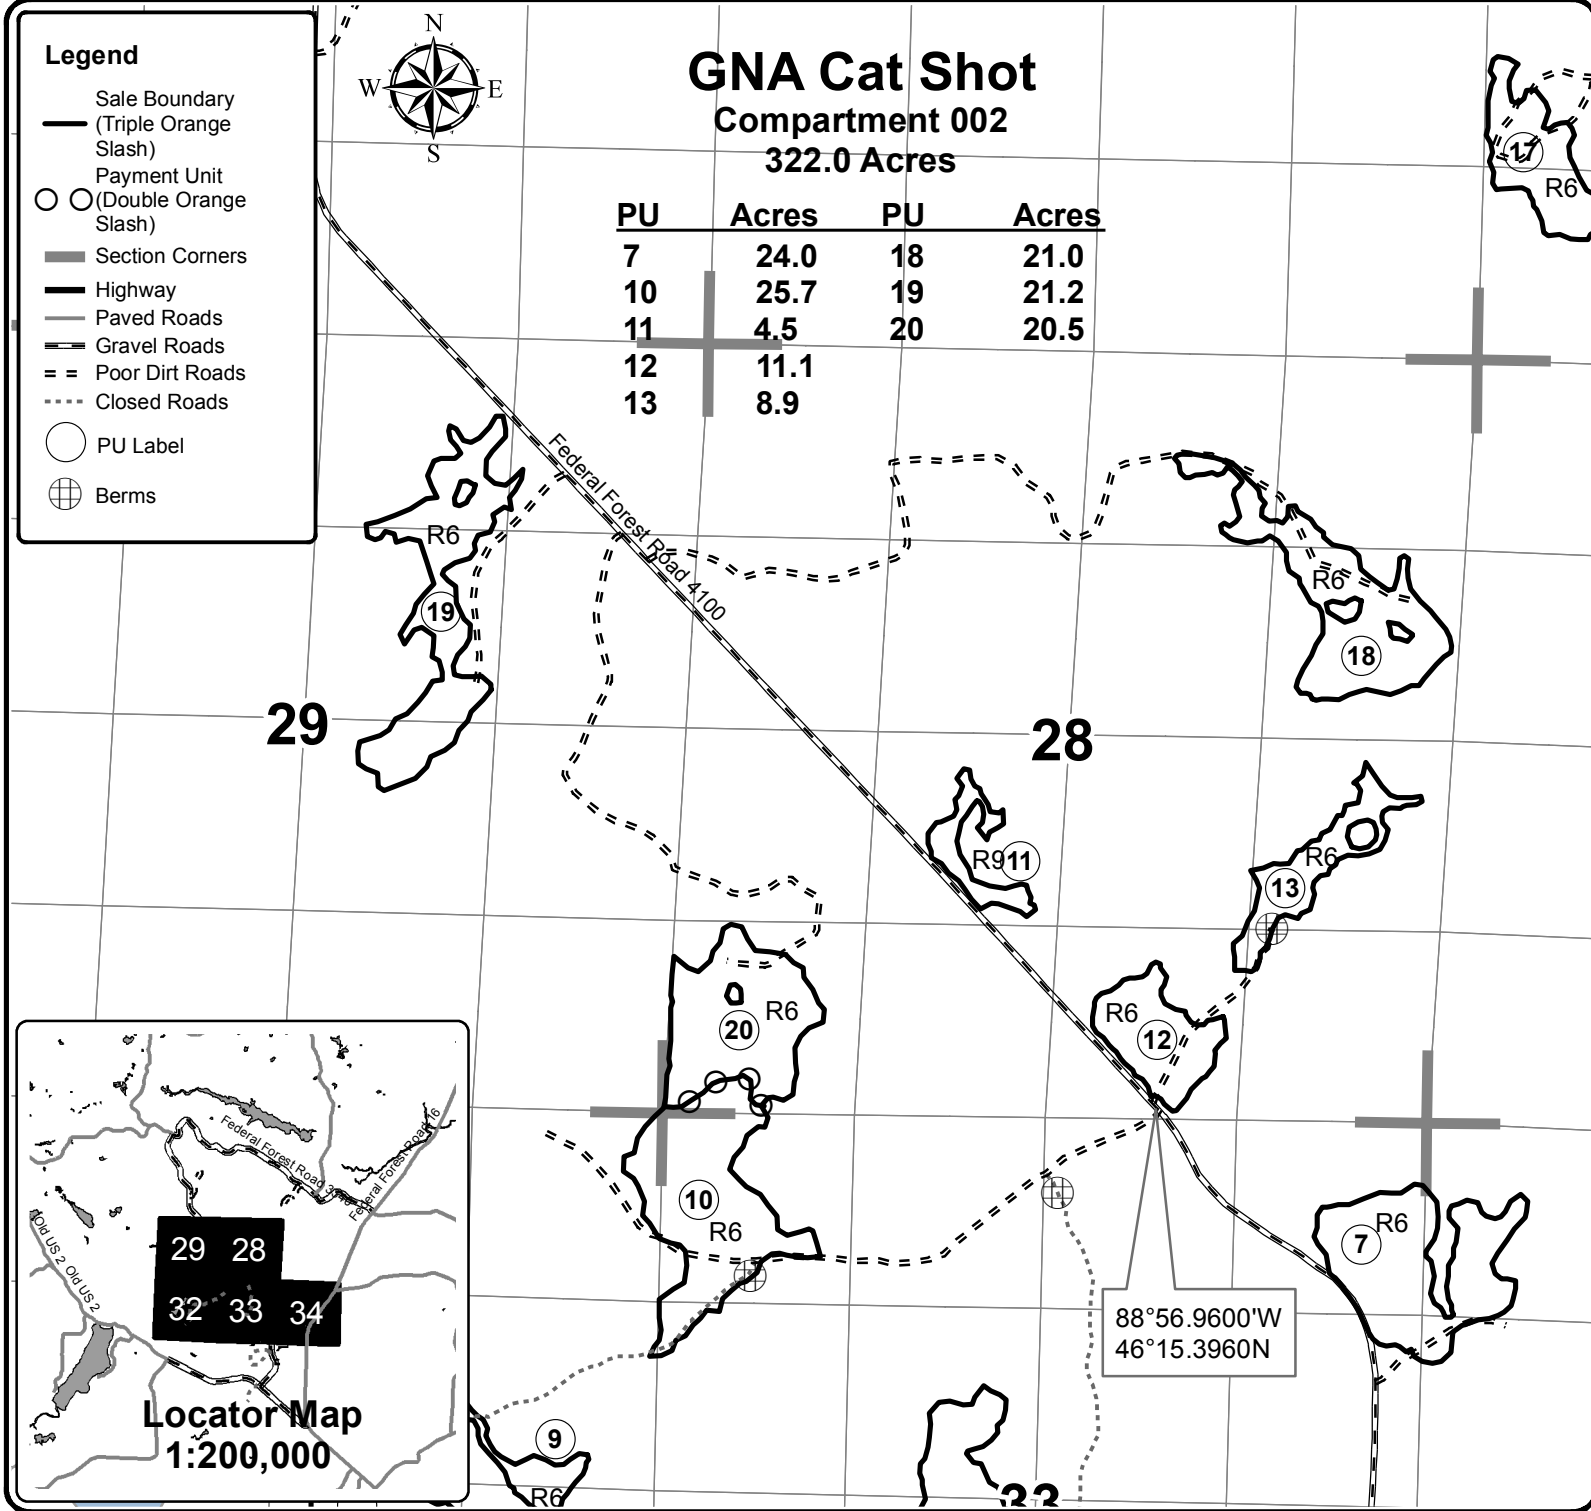 Legend
Sale Boundary
(Triple Orange
Slash)
Payment Unit
(Double Orange
Slash)
Section Corners
Highway
Paved Roads
Gravel Roads
Poor Dirt Roads
Closed Roads
PU Label
Berms
N
W E
S
GNA Cat Shot
Compartment 002
322.0 Acres
PU Acres PU Acres
7 24.0 18 21.0
10 25.7 19 21.2
11 4.5 20 20.5
12 11.1
13 8.9
17
R6
Federal Forest Road 4100
R6
19
R6
18
29
28
R9 11
R6
13
R6
20
R6
12
10
R6
R6
7
88°56.9600'W
46°15.3960N
9
R6
33
Federal Forest Road 16
Old US 2
Old US 2
29 28
32 33 34
Locator Map
1:200,000